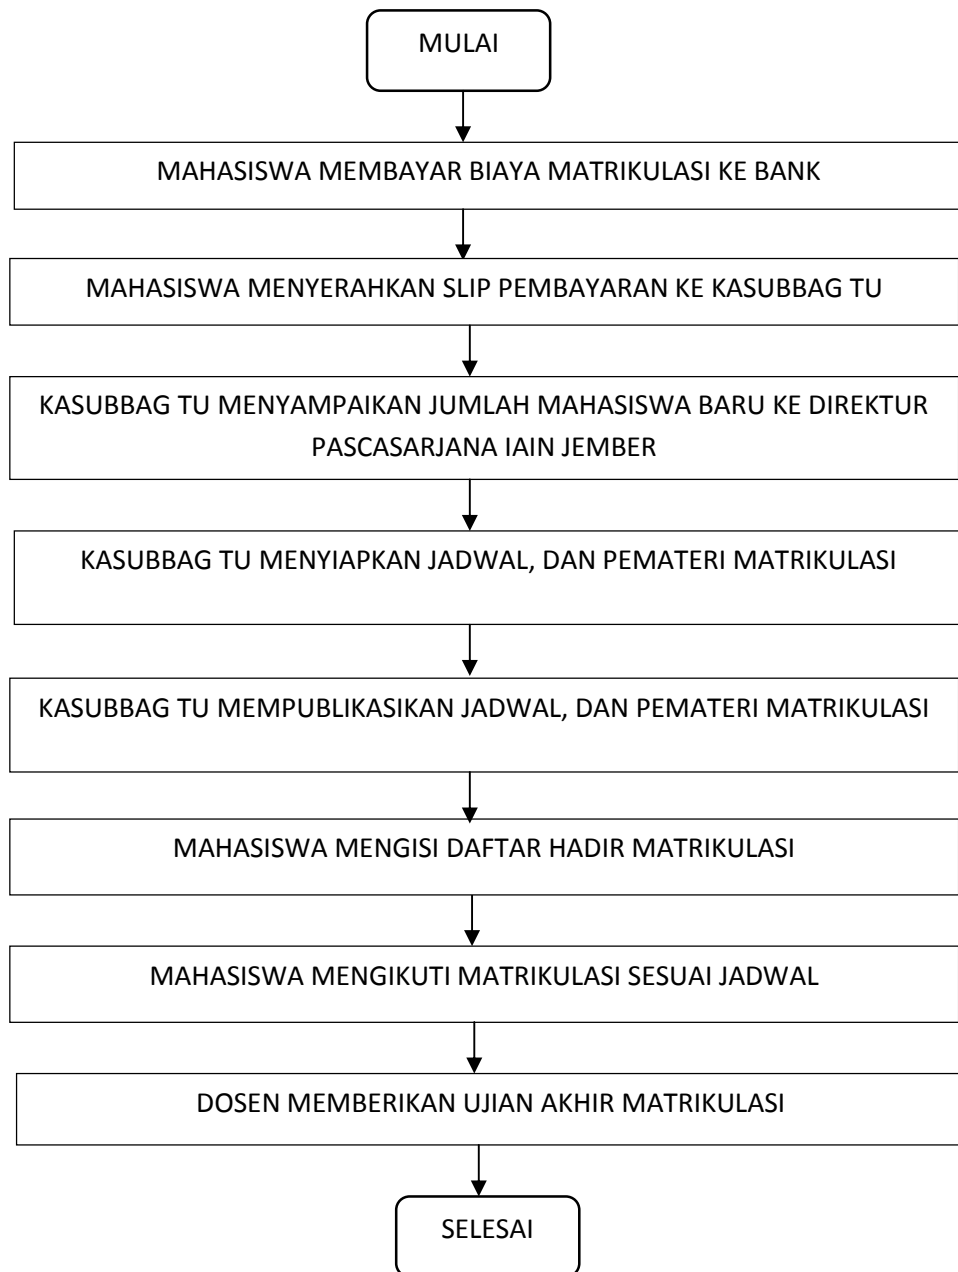 MULAI
MAHASISWA MEMBAYAR BIAYA MATRIKULASI KE BANK
MAHASISWA MENYERAHKAN SLIP PEMBAYARAN KE KASUBBAG TU
KASUBBAG TU MENYAMPAIKAN JUMLAH MAHASISWA BARU KE DIREKTUR
PASCASARJANA IAIN JEMBER
KASUBBAG TU MENYIAPKAN JADWAL, DAN PEMATERI MATRIKULASI
KASUBBAG TU MEMPUBLIKASIKAN JADWAL, DAN PEMATERI MATRIKULASI
MAHASISWA MENGISI DAFTAR HADIR MATRIKULASI
MAHASISWA MENGIKUTI MATRIKULASI SESUAI JADWAL
DOSEN MEMBERIKAN UJIAN AKHIR MATRIKULASI
SELESAI